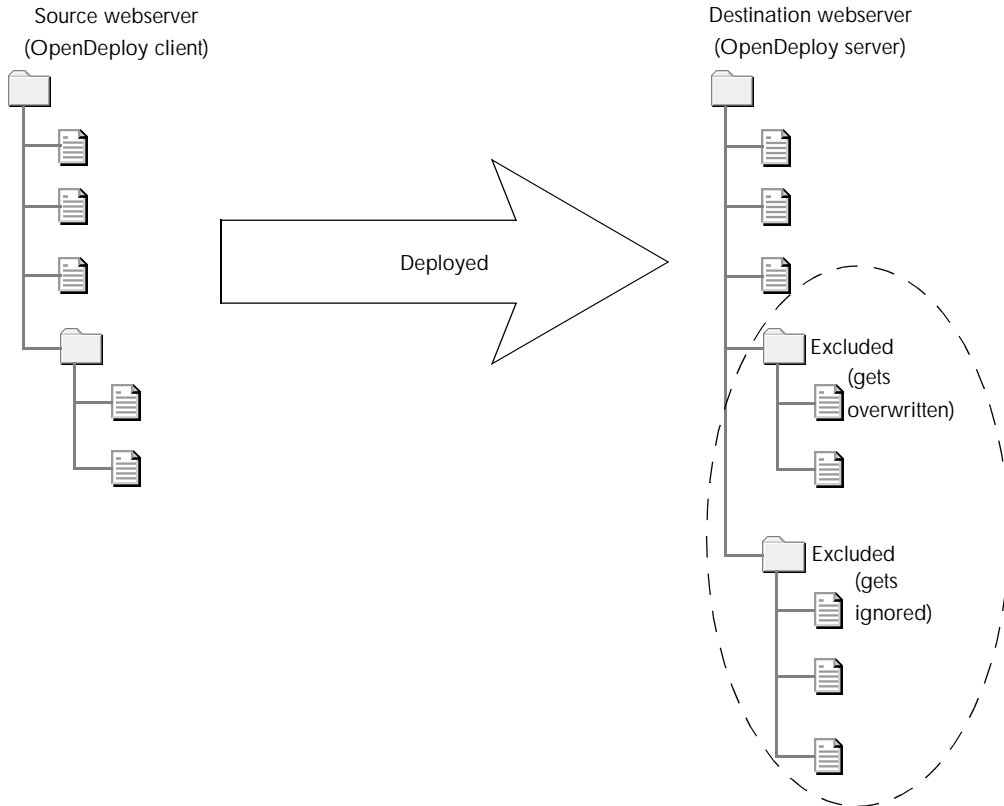 Source webserver
(OpenDeploy client)
Destination webserver
(OpenDeploy server)
Deployed
Excluded
(gets
overwritten)
Excluded
(gets
ignored)